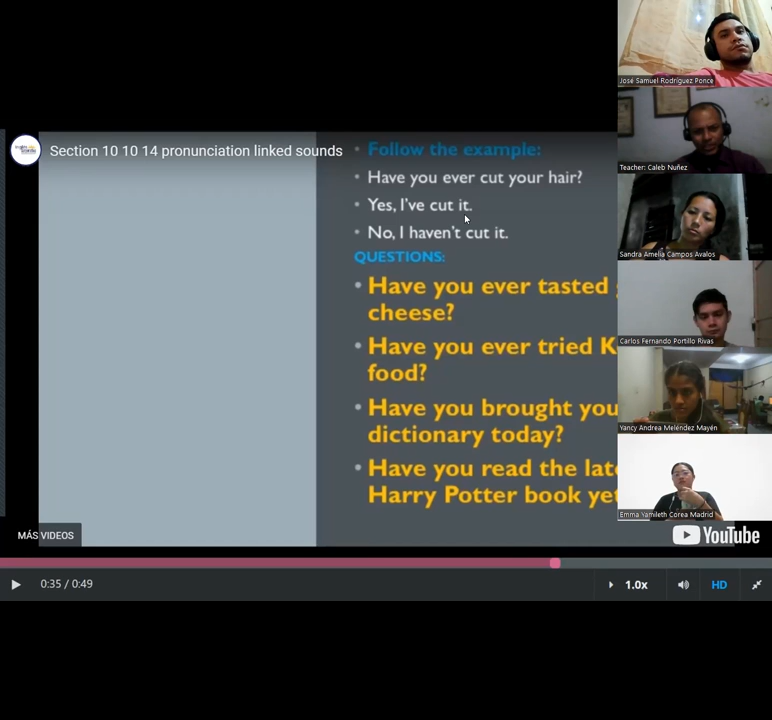 Section 10 10 14 pronunciation linked sounds
• Follow the example:
• Have you ever cut your hair?
• Yes, I've cut it.
• No, I haven't cut it.
QUESTIONS:
• Have you ever tasted
cheese?
• Have you ever tried K
food?
• Have you brought you
dictionary today?
• Have you read the late
Harry Potter book yet
MÁS VIDEOS
YouTube
0:35 / 0:49
1.0x
HD
José Samuel Rodríguez Ponce
Teacher: Caleb Nuñez
Sandra Amelia Campos Avalos
Carlos Fernando Portillo Rivas
Yancy Andrea Meléndez Mayén
Emma Yamileth Corea Madrid